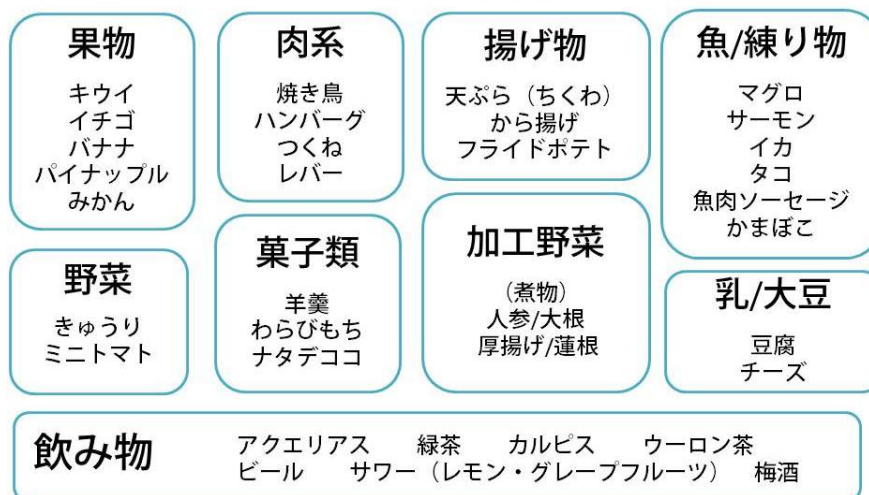 果物
キウイ
イチゴ
バナナ
パイナップル
みかん
肉系
焼き鳥
ハンバーグ
つくね
レバー
揚げ物
天ぷら（ちくわ）
から揚げ
フライドポテト
魚/練り物
マグロ
サーモン
イカ
タコ
魚肉ソーセージ
かまぼこ
野菜
きゅうり
ミニトマト
菓子類
羊羹
わらびもち
ナタデココ
加工野菜
（煮物）
人参/大根
厚揚げ/蓮根
乳/大豆
豆腐
チーズ
飲み物
アクエリアス 緑茶 カルピス ウーロン茶
ビール サワー（レモン・グレープフルーツ） 梅酒